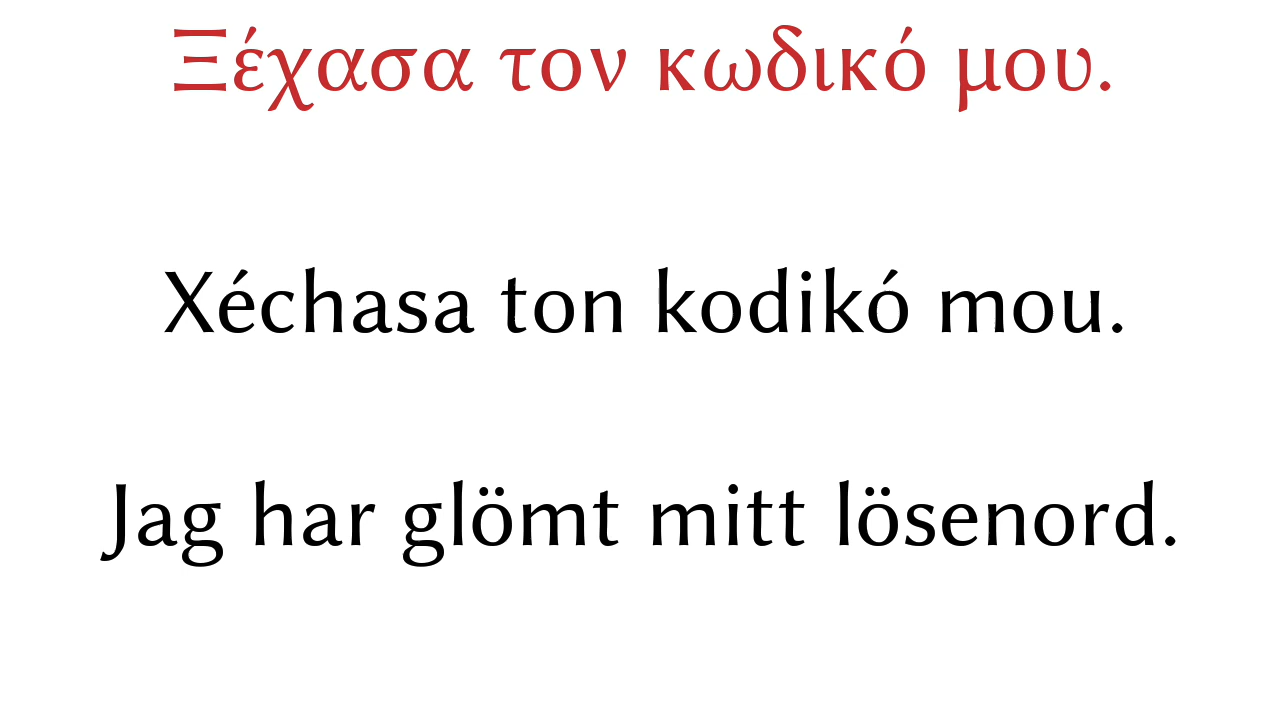 Ξέχασα τον κωδικό μου.
Xéchasa ton kodikó mou.
Jag har glömt mitt lösenord.